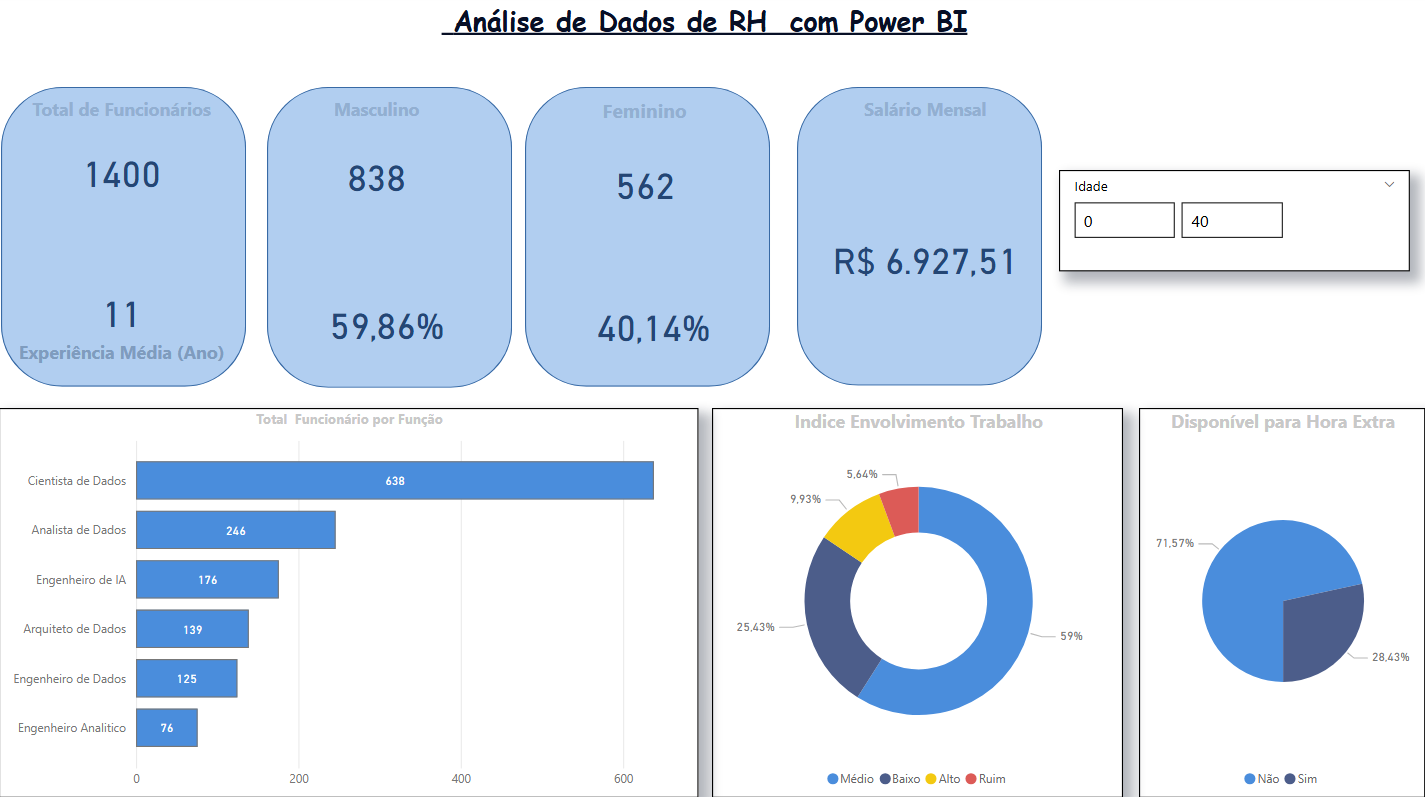 Análise de Dados de RH com Power BI
Total de Funcionários
1400
11
Experiência Média (Ano)
Masculino
838
59,86%
Feminino
562
40,14%
Salário Mensal
R$ 6.927,51
Idade
0
40
Total Funcionário por Função
Cientista de Dados
638
Analista de Dados
246
Engenheiro de IA
176
Arquiteto de Dados
139
Engenheiro de Dados
125
Engenheiro Analitico
76
0
200
400
600
Indice Envolvimento Trabalho
5,64%
9,93%
25,43%
59%
Médio
Baixo
Alto
Ruim
Disponível para Hora Extra
71,57%
28,43%
Não
Sim